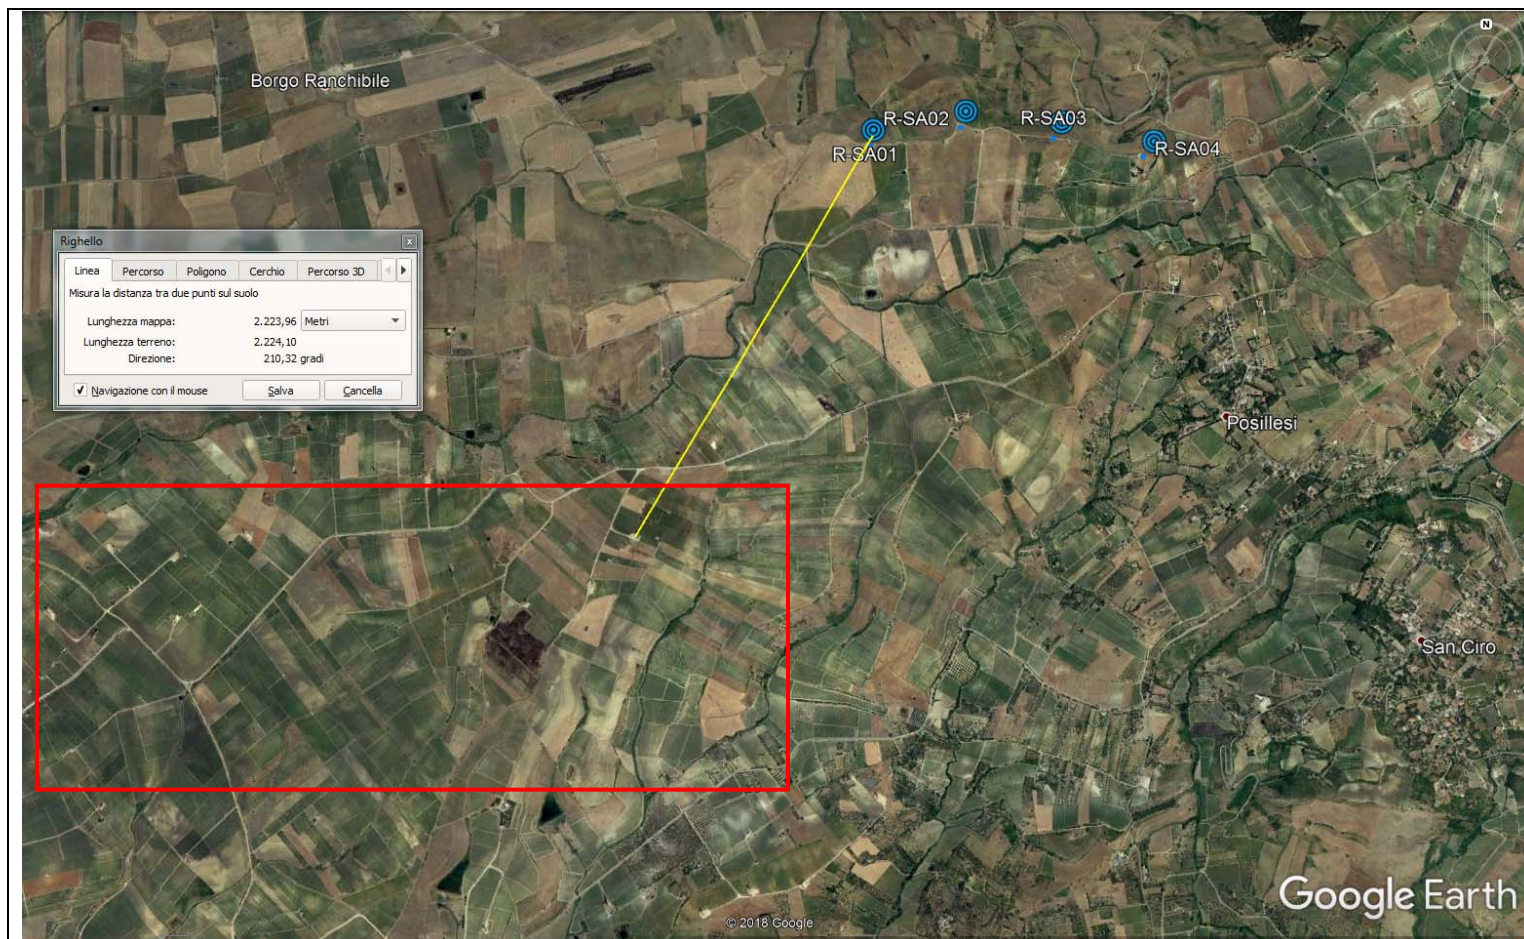 N
Borgo Ranchibile
R-SA02
R-SA03
R-SA01
R-SA04
Righello
x
Linea
Percorso
Poligono
Cerchio
Percorso 3D
Misura la distanza tra due punti sul suolo
Lunghezza mappa: 2.223,96 Metri
Lunghezza terreno: 2.224,10
Direzione: 210,32 gradi
Navigazione con il mouse
Salva
Cancella
Posillesi
San Ciro
Google Earth
© 2018 Google